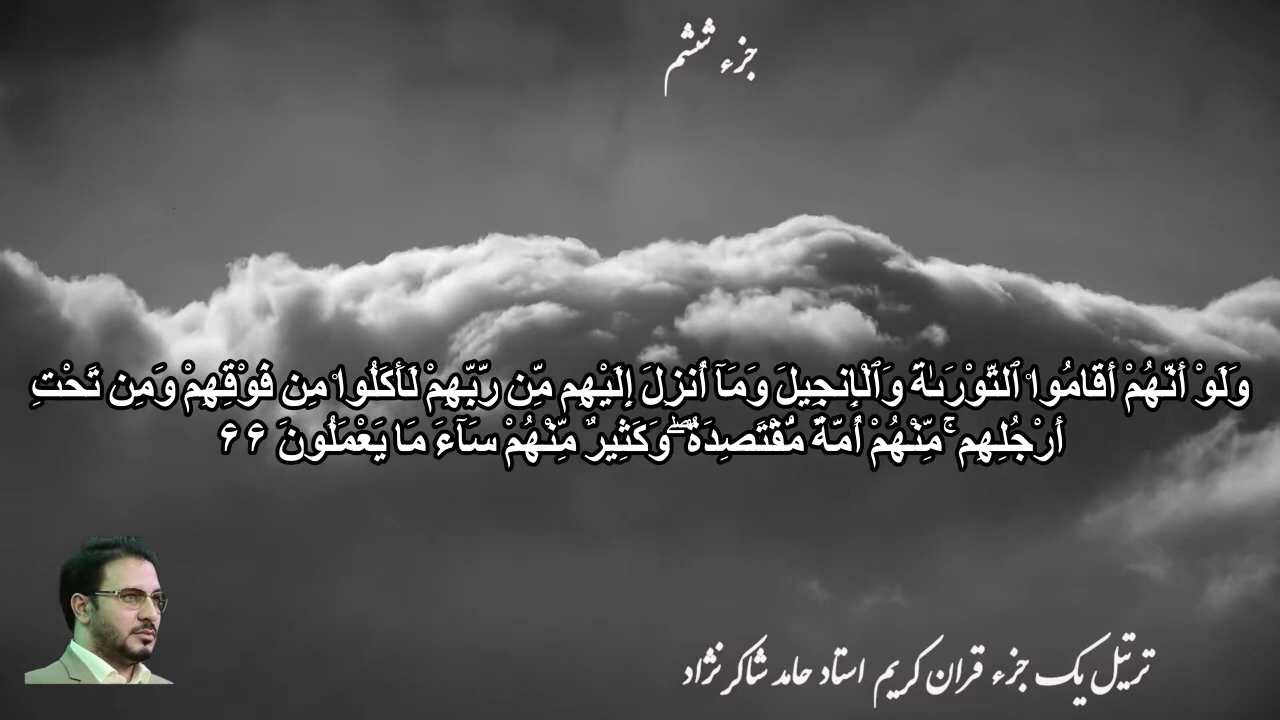 جزء ششم
وَلَوْ أَنَّهُمْ أَقَامُوا۟ ٱلتَّوْرَىٰةَ وَٱلْإِنجِيلَ وَمَآ أُنزِلَ إِلَيْهِم مِّن رَّبِّهِمْ لَأَكَلُوا۟ مِن فَوْقِهِمْ وَمِن تَحْتِ
أَرْجُلِهِم ۚ مِّنْهُمْ أُمَّةٌ مُّقْتَصِدَةٌ ۖ وَكَثِيرٌ مِّنْهُمْ سَآءَ مَا يَعْمَلُونَ ۶۶
ترتیل یک جزء قران کریم استاد حامد شاکرنژاد